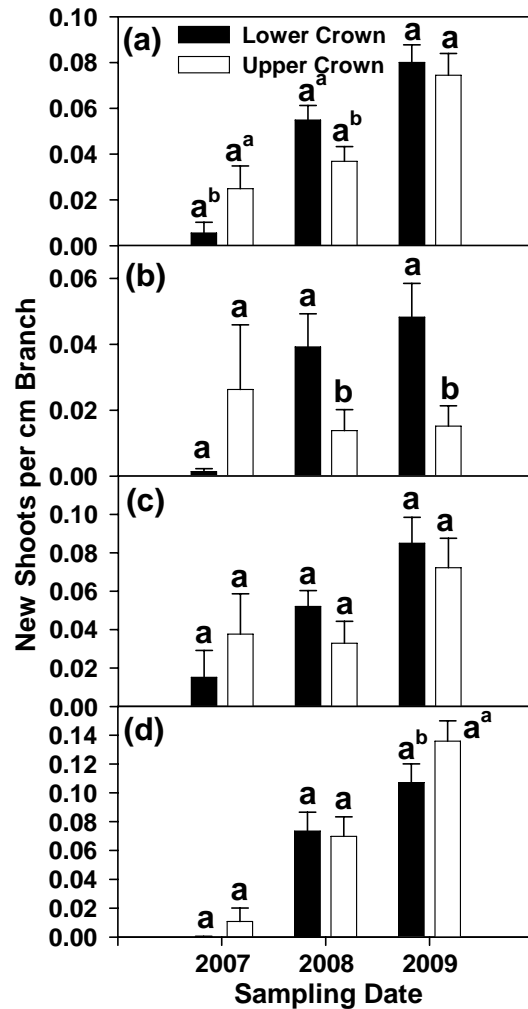 New Shoots per cm Branch
(a)
Lower Crown
Upper Crown
0.10
0.08
0.06
0.04
0.02
0.00
a^b a^a a^a a^b a a
(b)
0.06
0.04
0.02
0.00
a a a b a b
(c)
0.10
0.08
0.06
0.04
0.02
0.00
a a a a a a
(d)
0.14
0.12
0.10
0.08
0.06
0.04
0.02
0.00
a a a a a^b a^a
2007 2008 2009
Sampling Date